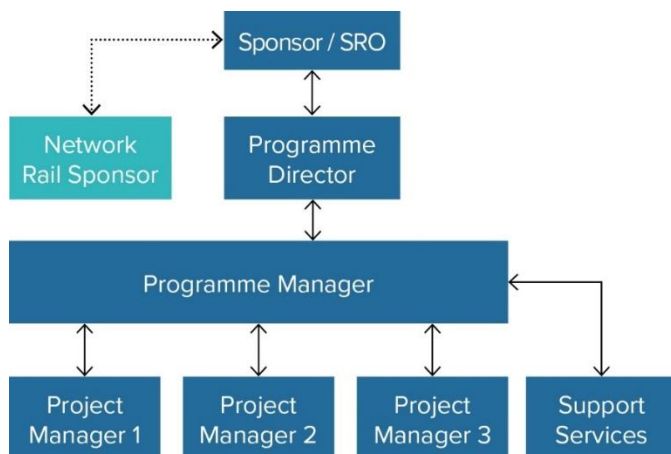 Sponsor / SRO
Network
Rail Sponsor
Programme
Director
Programme Manager
Project
Manager 1
Project
Manager 2
Project
Manager 3
Support
Services